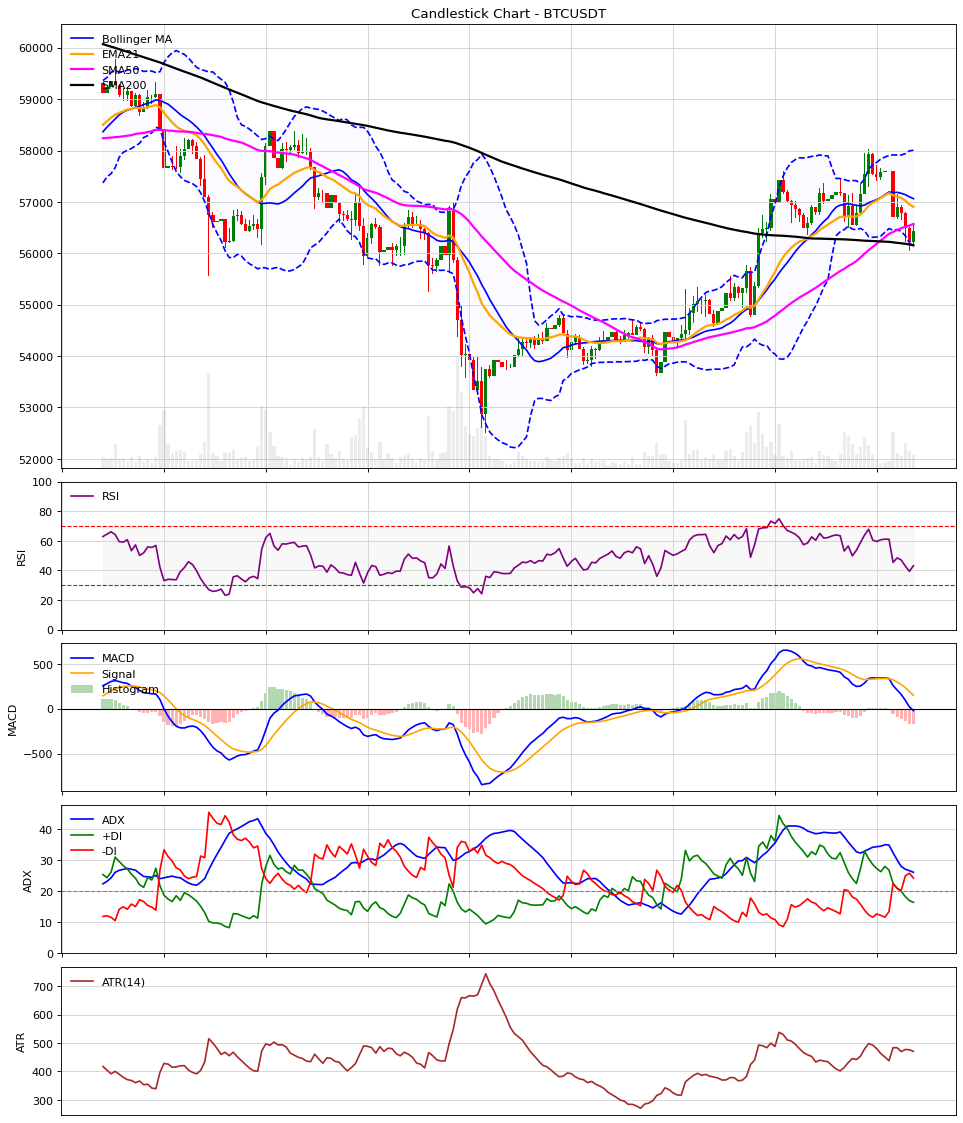 Candlestick Chart - BTCUSDT
Bollinger MA
EMA21
SMA50
SMA200
60000
59000
58000
57000
56000
55000
54000
53000
52000
RSI
100
80
60
40
20
0
RSI
MACD
Signal
Histogram
500
0
−500
MACD
ADX
+DI
-DI
40
30
20
10
0
ADX
ATR(14)
700
600
500
400
300
ATR